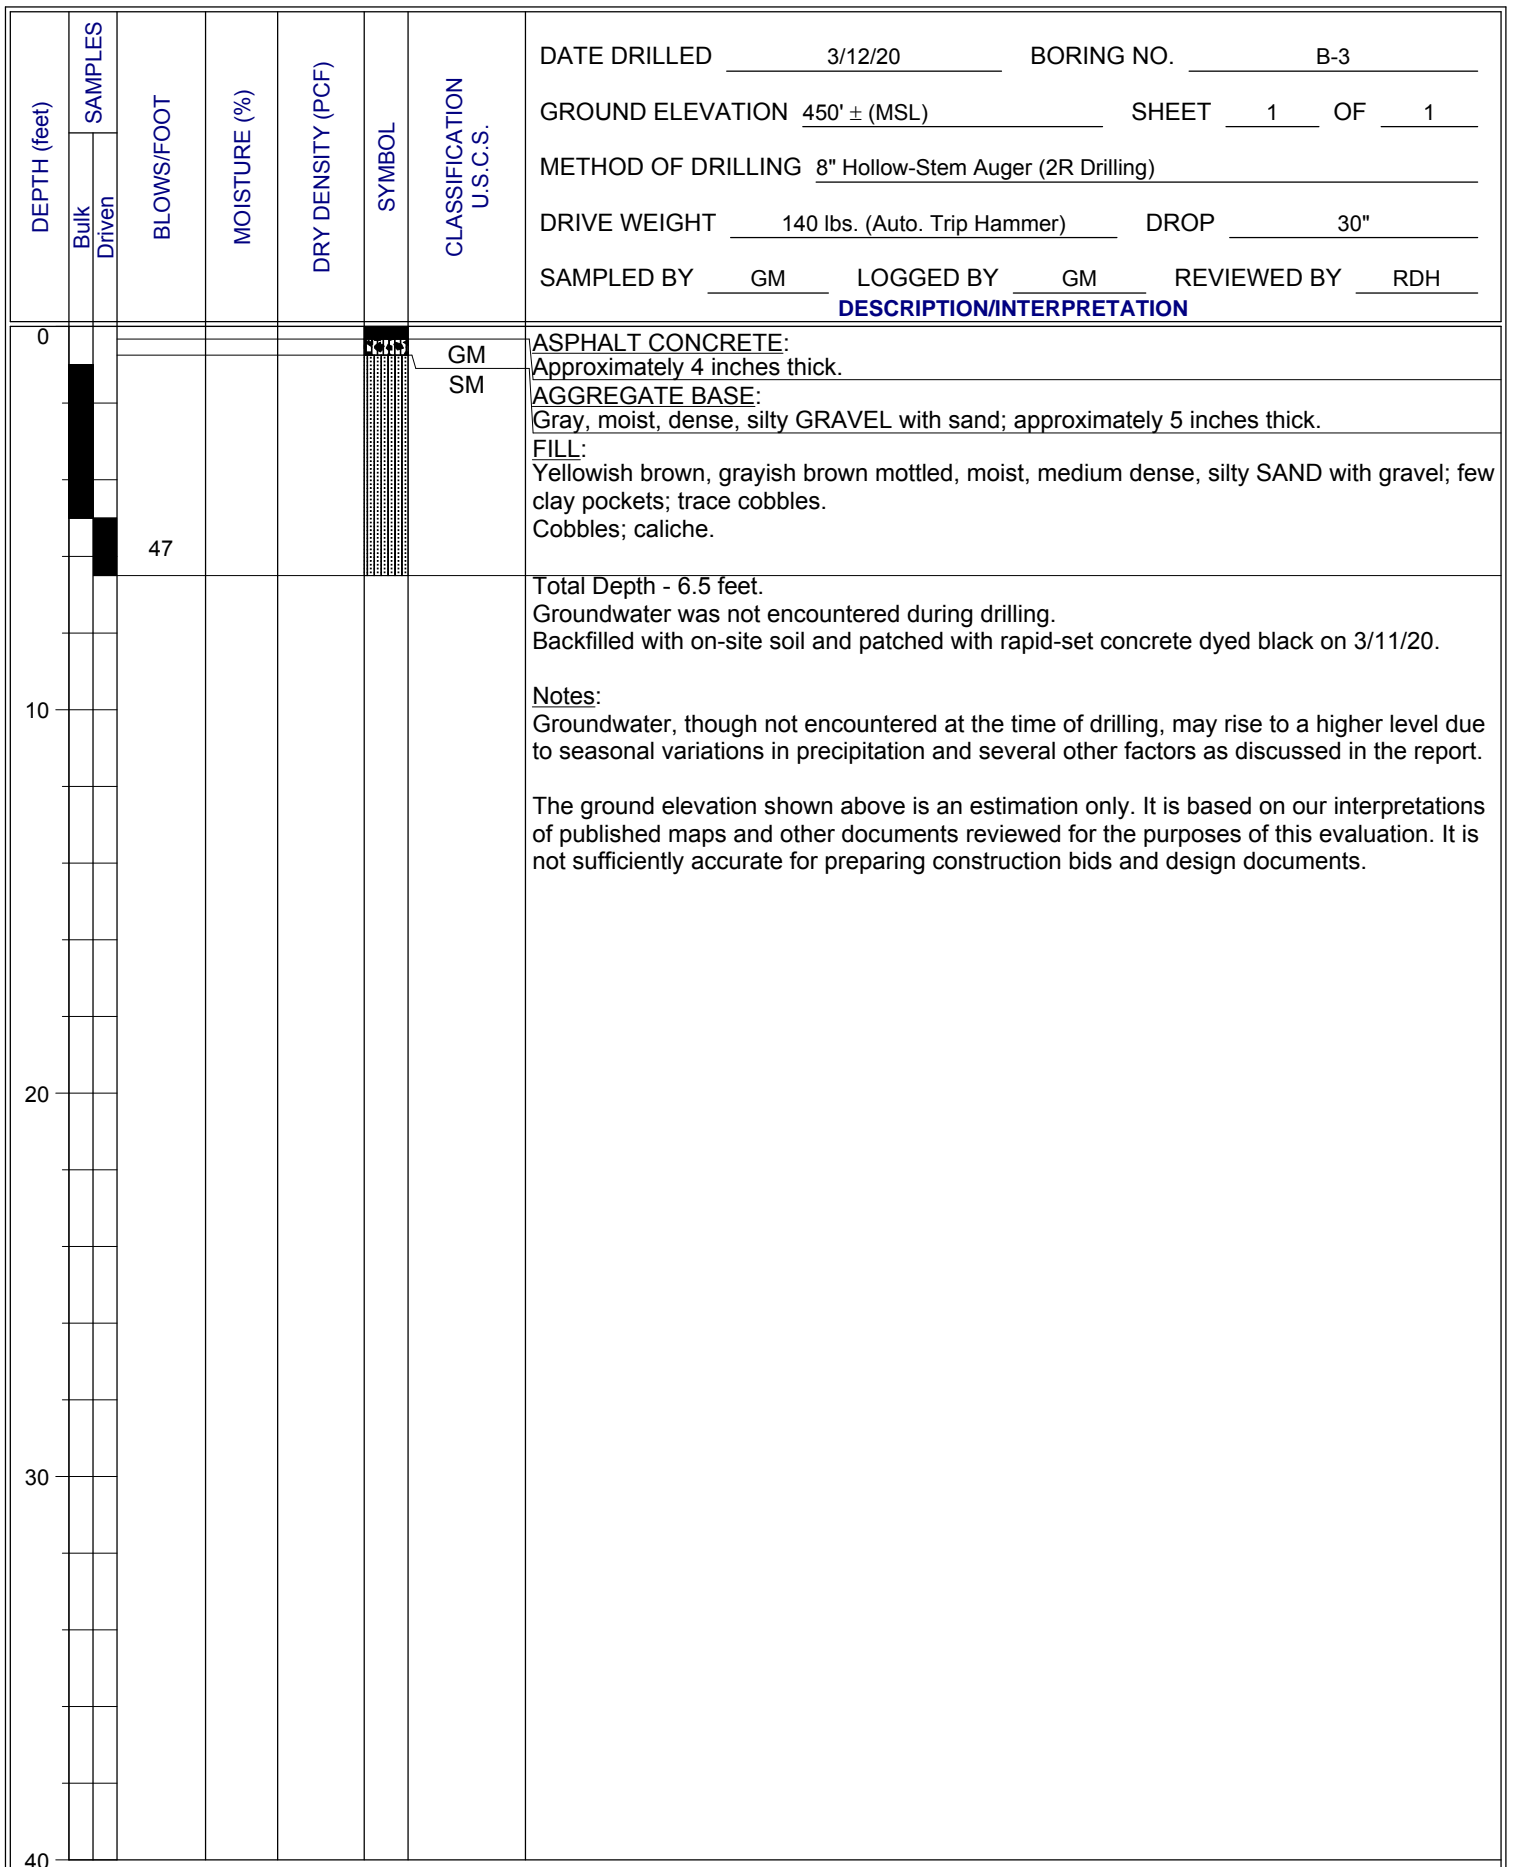 DEPTH (feet)
SAMPLES
Bulk
Driven
BLOWS/FOOT
MOISTURE (%)
DRY DENSITY (PCF)
SYMBOL
CLASSIFICATION
U.S.C.S.
DATE DRILLED 3/12/20 BORING NO. B-3
GROUND ELEVATION 450' ± (MSL) SHEET 1 OF 1
METHOD OF DRILLING 8" Hollow-Stem Auger (2R Drilling)
DRIVE WEIGHT 140 lbs. (Auto. Trip Hammer) DROP 30"
SAMPLED BY GM LOGGED BY GM REVIEWED BY RDH
DESCRIPTION/INTERPRETATION
0
GM
SM
ASPHALT CONCRETE:
Approximately 4 inches thick.
AGGREGATE BASE:
Gray, moist, dense, silty GRAVEL with sand; approximately 5 inches thick.
FILL:
Yellowish brown, grayish brown mottled, moist, medium dense, silty SAND with gravel; few
clay pockets; trace cobbles.
Cobbles; caliche.
47
Total Depth - 6.5 feet.
Groundwater was not encountered during drilling.
Backfilled with on-site soil and patched with rapid-set concrete dyed black on 3/11/20.
Notes:
10
Groundwater, though not encountered at the time of drilling, may rise to a higher level due
to seasonal variations in precipitation and several other factors as discussed in the report.
The ground elevation shown above is an estimation only. It is based on our interpretations
of published maps and other documents reviewed for the purposes of this evaluation. It is
not sufficiently accurate for preparing construction bids and design documents.
20
30
40